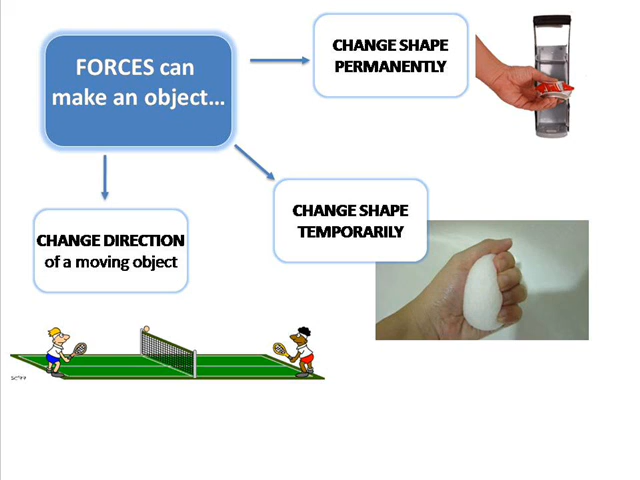 FORCES can
make an object…
CHANGE SHAPE
PERMANENTLY
CHANGE SHAPE
TEMPORARILY
CHANGE DIRECTION
of a moving object